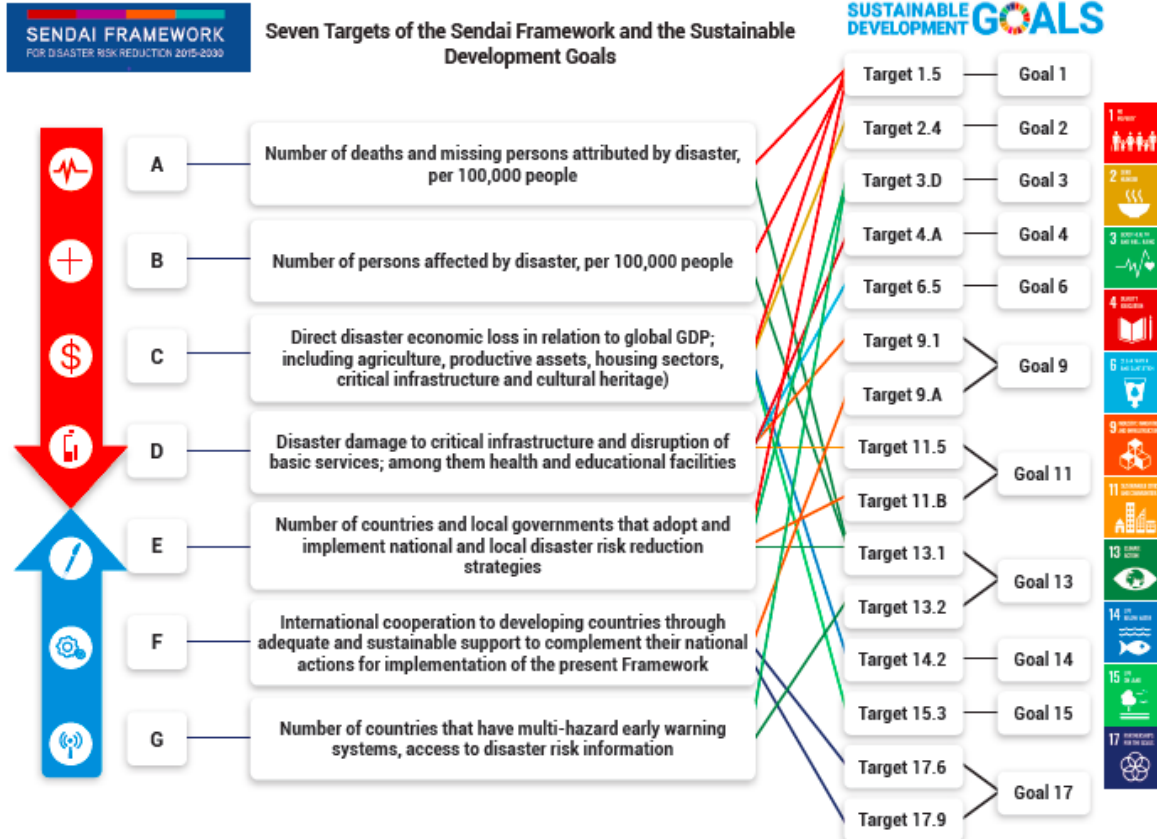 SENDAI FRAMEWORK
FOR DISASTER RISK REDUCTION 2015-2030
Seven Targets of the Sendai Framework and the Sustainable
Development Goals
SUSTAINABLE
DEVELOPMENT
GOALS
A
Number of deaths and missing persons attributed by disaster,
per 100,000 people
B
Number of persons affected by disaster, per 100,000 people
C
Direct disaster economic loss in relation to global GDP;
including agriculture, productive assets, housing sectors,
critical infrastructure and cultural heritage)
D
Disaster damage to critical infrastructure and disruption of
basic services; among them health and educational facilities
E
Number of countries and local governments that adopt and
implement national and local disaster risk reduction
strategies
F
International cooperation to developing countries through
adequate and sustainable support to complement their national
actions for implementation of the present Framework
G
Number of countries that have multi-hazard early warning
systems, access to disaster risk information
Target 1.5
Target 2.4
Target 3.D
Target 4.A
Target 6.5
Target 9.1
Target 9.A
Target 11.5
Target 11.B
Target 13.1
Target 13.2
Target 14.2
Target 15.3
Target 17.6
Target 17.9
Goal 1
Goal 2
Goal 3
Goal 4
Goal 6
Goal 9
Goal 11
Goal 13
Goal 14
Goal 15
Goal 17
1
2
3
4
6
9
11
13
14
15
17